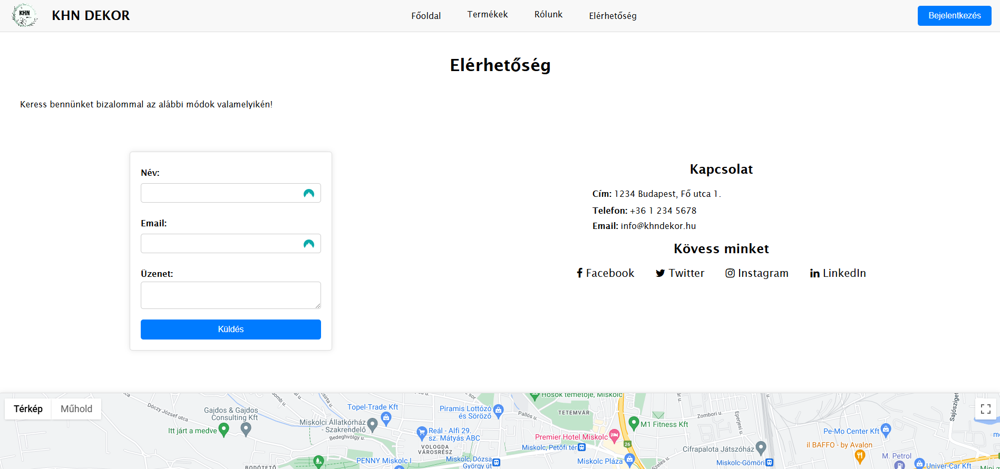 KHN
KHN DEKOR
Főoldal
Termékek
Rólunk
Elérhetőség
Bejelentkezés
Elérhetőség
Keress bennünket bizalommal az alábbi módok valamelyikén!
Név:
Email:
Üzenet:
Küldés
Kapcsolat
Cím: 1234 Budapest, Fő utca 1.
Telefon: +36 1 234 5678
Email: info@khndekor.hu
Kövess minket
Facebook
Twitter
Instagram
LinkedIn
Térkép
Műhold
Dóczy József utca
Gajdos & Gajdos
Consulting Kft
Itt járt a medve
Topel-Trade Kft
Miskolci Állatkórház
- Szakrendelő
Bedeghvölgy u.
Piramis Lottózó
és Söröző
Reál - Alfi 29.
sz. Mátyás ABC
VOLOGDA
VÁROSRÉSZ
PENNY Miskolc I
BODÓTETŐ
Miskolc, Dózsa
György út
Hősök temetője, Miskolc
TETEMVÁR
Pallós u.
M1 Fitness Kft
Premier Hotel Miskolc
Miskolc, Petőfi tér
26
Miskolc Pláza
Szeles u.
Zombori u.
Eperjesi u.
Cifrapalota Játszóház
Miskolc-Gömöri
Pe-Mo Center Kft
il BAFFO - by Avalon
M. Petrol
Univer-Car Kft
Sajósziget